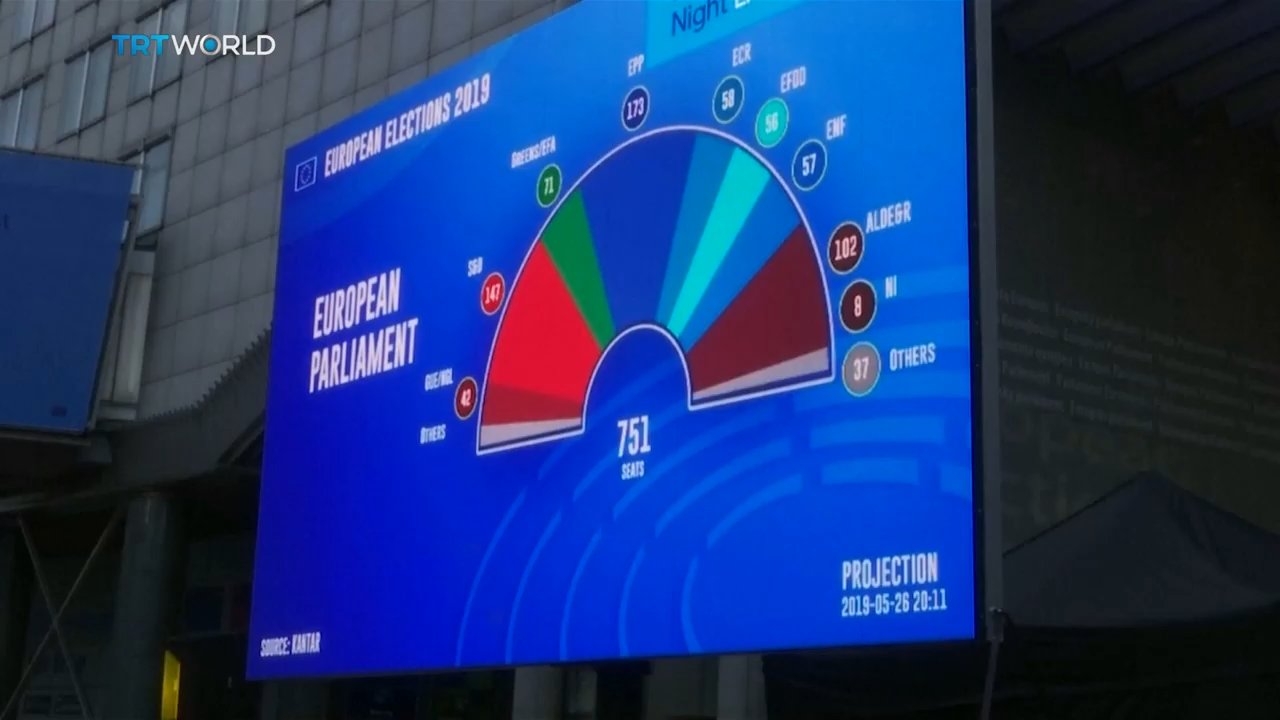 TRT WORLD
Night
EUROPEAN ELECTIONS 2019
EUROPEAN
PARLIAMENT
OTHERS
GUE/NGL
42
S&D
147
GREENS/EFA
71
EPP
173
ECR
58
EFDD
56
ENF
57
ALDE&R
102
NI
8
OTHERS
37
751
SEATS
PROJECTION
2019-05-26 20:11
SOURCE: KANTAR